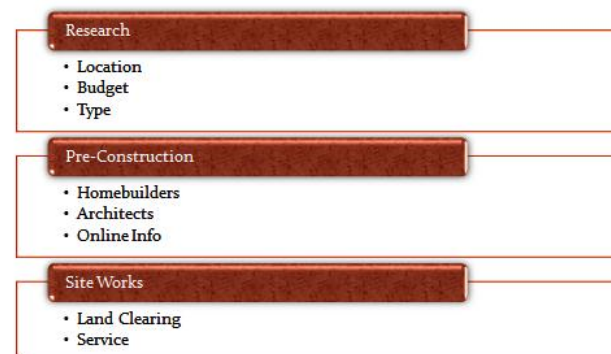 Research
• Location
• Budget
• Type
Pre-Construction
• Homebuilders
• Architects
• Online Info
Site Works
• Land Clearing
• Service